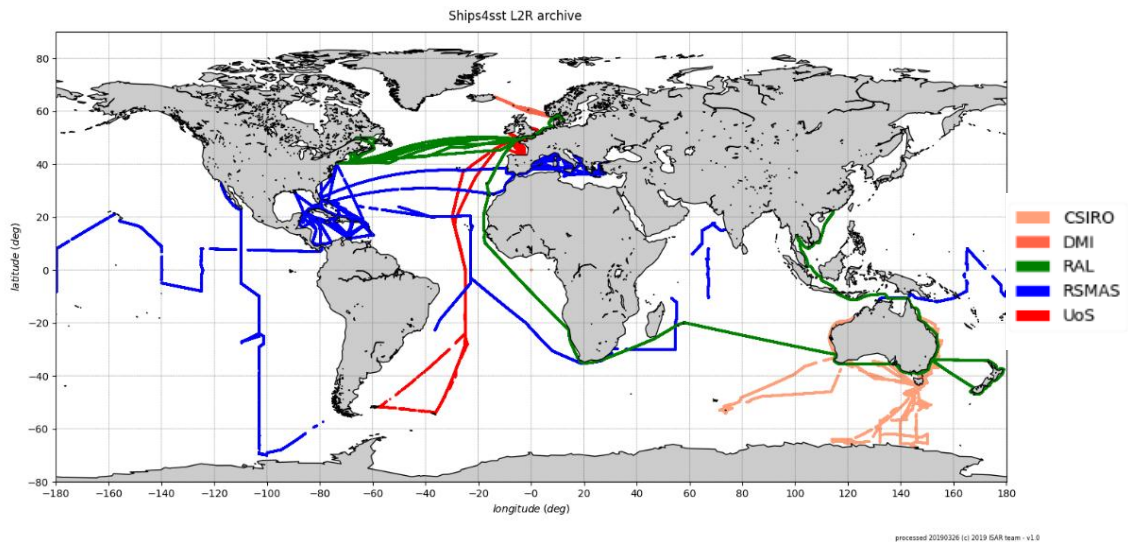 Ships4sst L2R archive
80
60
40
20
0
−20
−40
−60
−80
latitude (deg)
−180 −160 −140 −120 −100 −80 −60 −40 −20 −0 20 40 60 80 100 120 140 160 180
longitude (deg)
CSIRO
DMI
RAL
RSMAS
UoS
processed 20190326 (c) 2019 ISAR team - v1.0